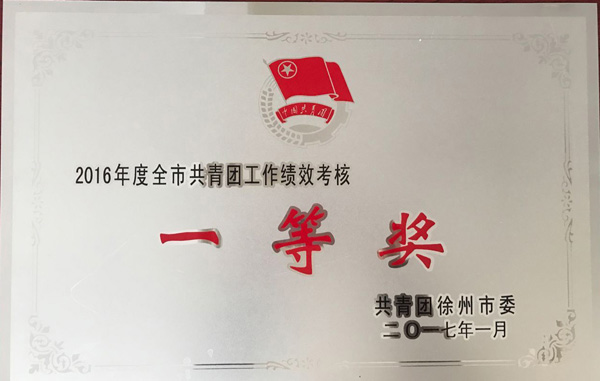 中国共青团
2016年度全市共青团工作绩效考核
一等奖
共青团徐州市委
二〇一七年一月